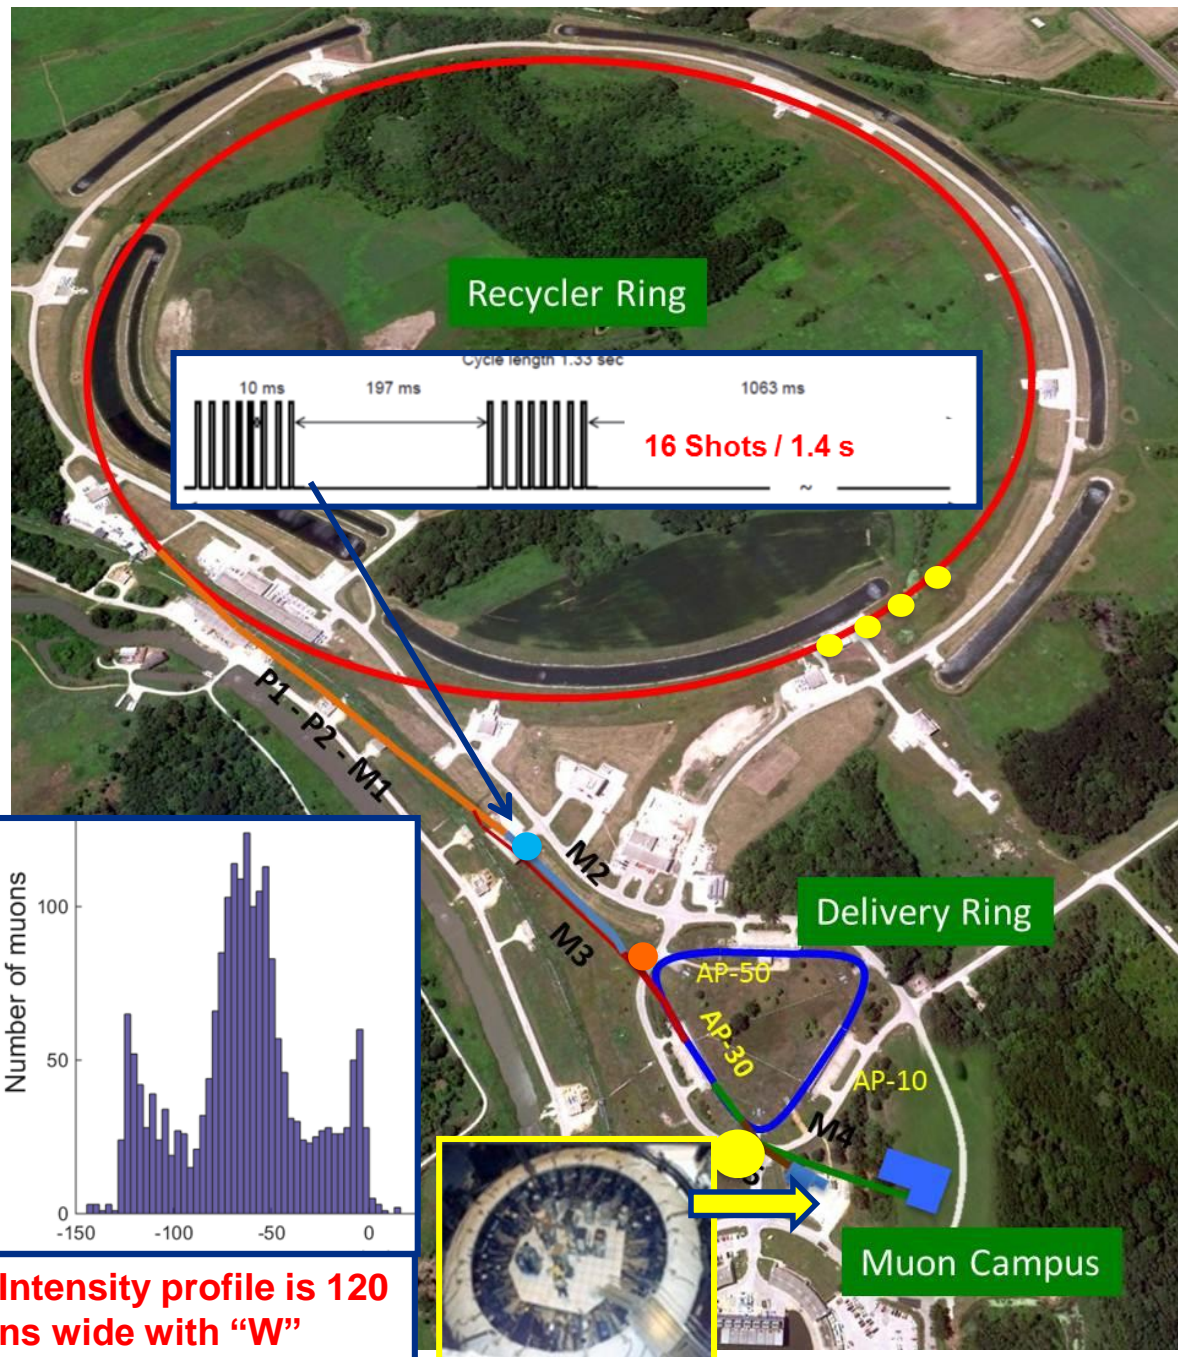 Recycler Ring
Cycle length 1.33 sec
10 ms
197 ms
1063 ms
16 Shots / 1.4 s
~
P1 - P2 - M1
M2
M3
Delivery Ring
AP-50
AP-30
AP-10
M4
Muon Campus
Number of muons
100
50
0
-150
-100
-50
0
Intensity profile is 120
ns wide with “W”